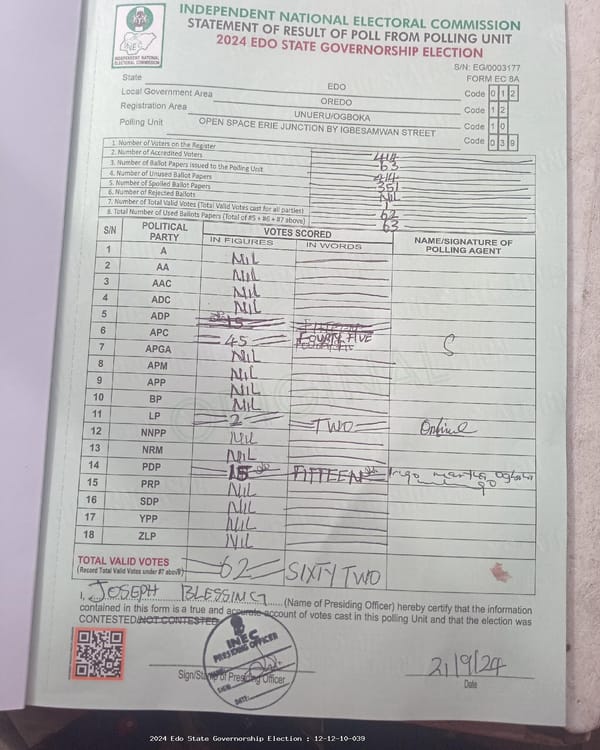 INDEPENDENT NATIONAL ELECTORAL COMMISSION
STATEMENT OF RESULT OF POLL FROM POLLING UNIT
2024 EDO STATE GOVERNORSHIP ELECTION
INEC
INDEPENDENT NATIONAL ELECTORAL COMMISSION
S/N: EG/0003177
FORM EC 8A
State EDO Code 0 1 2
Local Government Area OREDO Code 1 2
Registration Area UNUERU/OGBOKA Code 1 0
Polling Unit OPEN SPACE ERIE JUNCTION BY IGBESAMWAN STREET Code 0 3 9
1. Number of Voters on the Register 414
2. Number of Accredited Voters 63
3. Number of Ballot Papers issued to the Polling Unit 414
4. Number of Unused Ballot Papers 351
5. Number of Spoiled Ballot Papers NIL
6. Number of Rejected Ballots 1
7. Number of Total Valid Votes (Total Valid Votes cast for all parties) 62
8. Total Number of Used Ballots Papers (Total of #5 + #6 + #7 above) 63
S/N POLITICAL PARTY VOTES SCORED NAME/SIGNATURE OF POLLING AGENT
IN FIGURES IN WORDS
1 A NIL
2 AA NIL
3 AAC NIL
4 ADC NIL
5 ADP
6 APC 45 FOURTY FIVE
7 APGA NIL
8 APM NIL
9 APP NIL
10 BP NIL
11 LP 2 TWO
12 NNPP NIL
13 NRM NIL
14 PDP 15 FIFTEEN
15 PRP NIL
16 SDP NIL
17 YPP NIL
18 ZLP NIL
TOTAL VALID VOTES 62 SIXTY TWO
(Record Total Valid Votes under #7 above)
I, JOSEPH BLESSING (Name of Presiding Officer) hereby certify that the information
contained in this form is a true and accurate account of votes cast in this polling Unit and that the election was
CONTESTED/NOT CONTESTED
INEC
PRESIDING OFFICER
SIGN:
DATE:
21/9/24
Sign/Stamp of Presiding Officer Date
2024 Edo State Governorship Election : 12-12-10-039